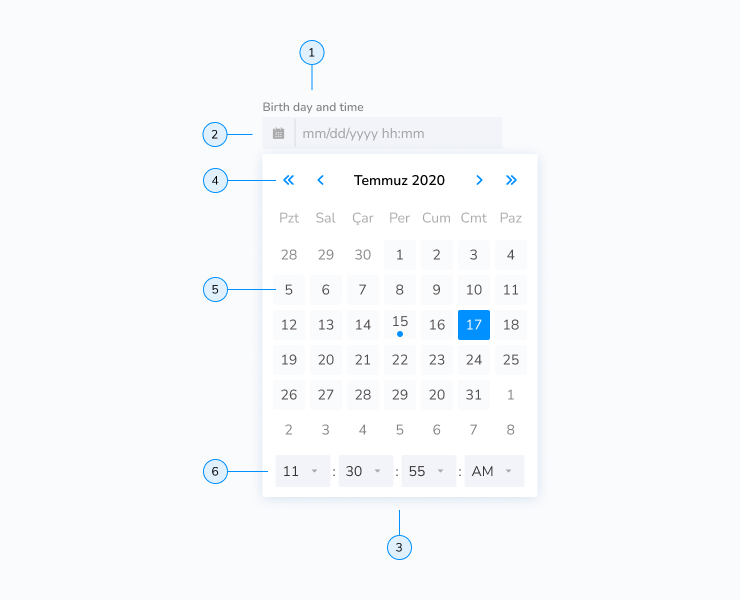 1
Birth day and time
2 mm/dd/yyyy hh:mm
4 Temmuz 2020
Pzt Sal Çar Per Cum Cmt Paz
28 29 30 1 2 3 4
5 5 6 7 8 9 10 11
12 13 14 15 16 17 18
19 20 21 22 23 24 25
26 27 28 29 20 31 1
2 3 4 5 6 7 8
6 11 : 30 : 55 : AM
3